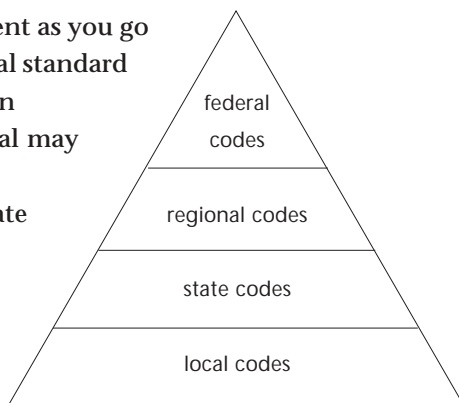 ent as you go
al standard
n
al may
ate
federal
codes
regional codes
state codes
local codes